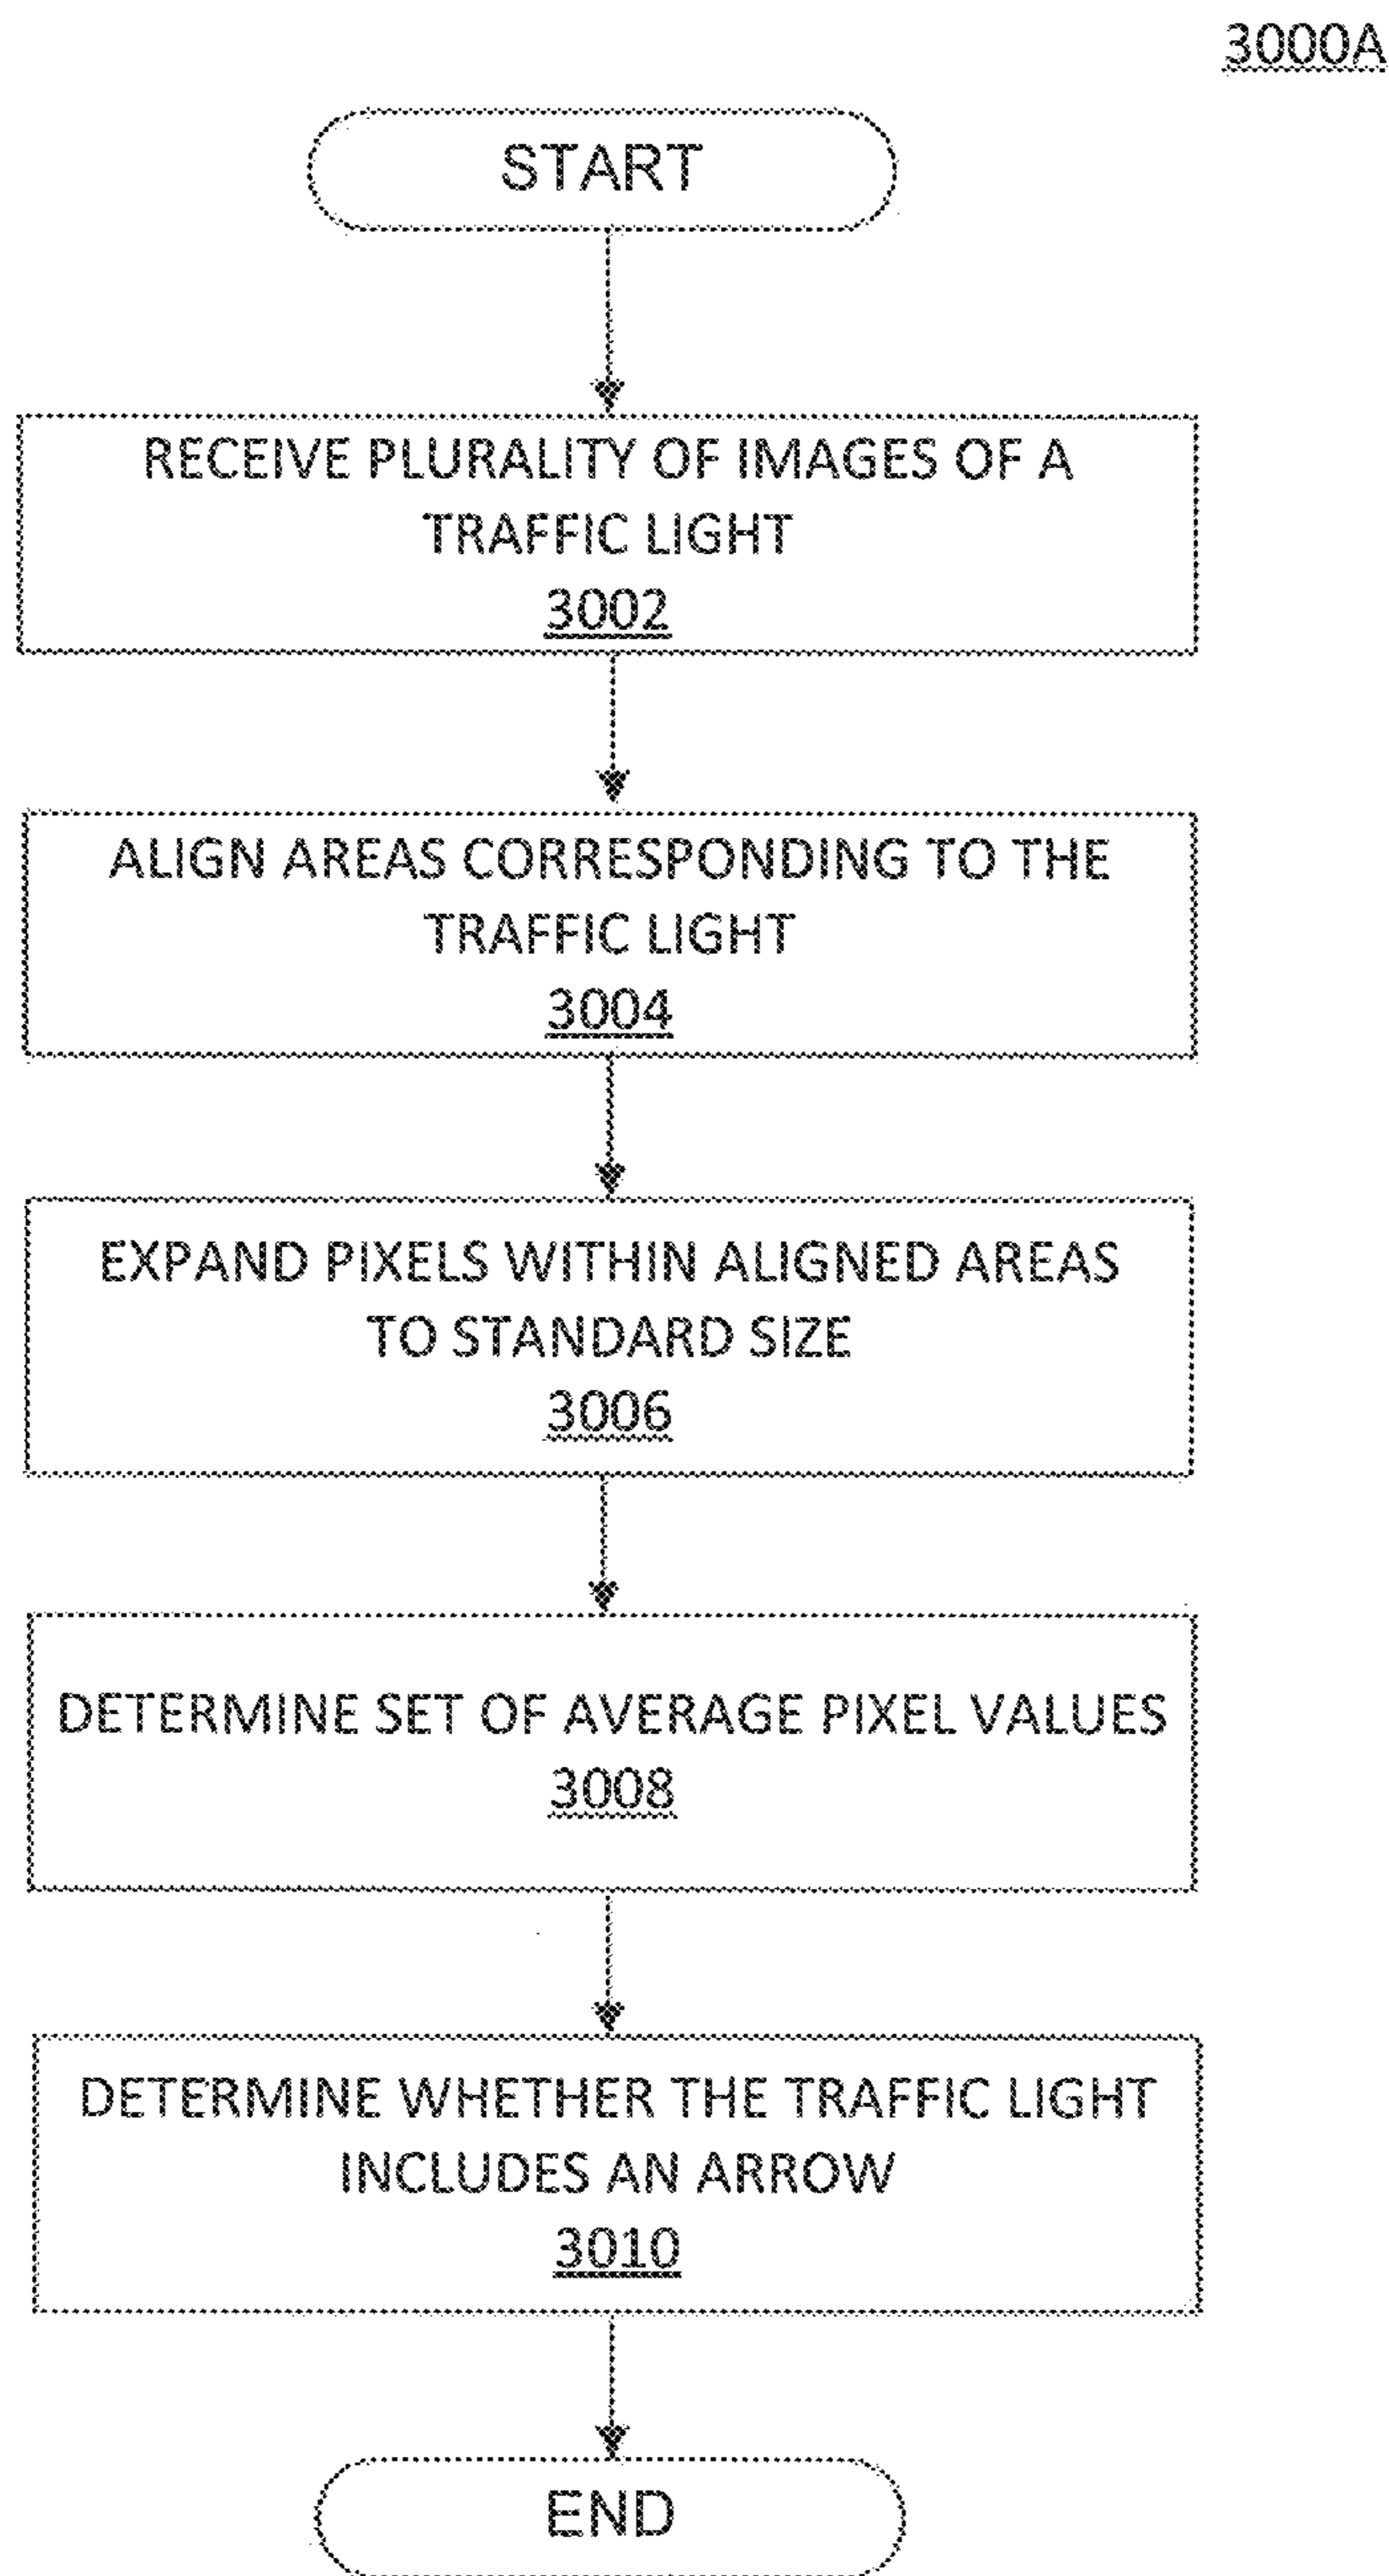 3000A
START
RECEIVE PLURALITY OF IMAGES OF A
TRAFFIC LIGHT
3002
ALIGN AREAS CORRESPONDING TO THE
TRAFFIC LIGHT
3004
EXPAND PIXELS WITHIN ALIGNED AREAS
TO STANDARD SIZE
3006
DETERMINE SET OF AVERAGE PIXEL VALUES
3008
DETERMINE WHETHER THE TRAFFIC LIGHT
INCLUDES AN ARROW
3010
END